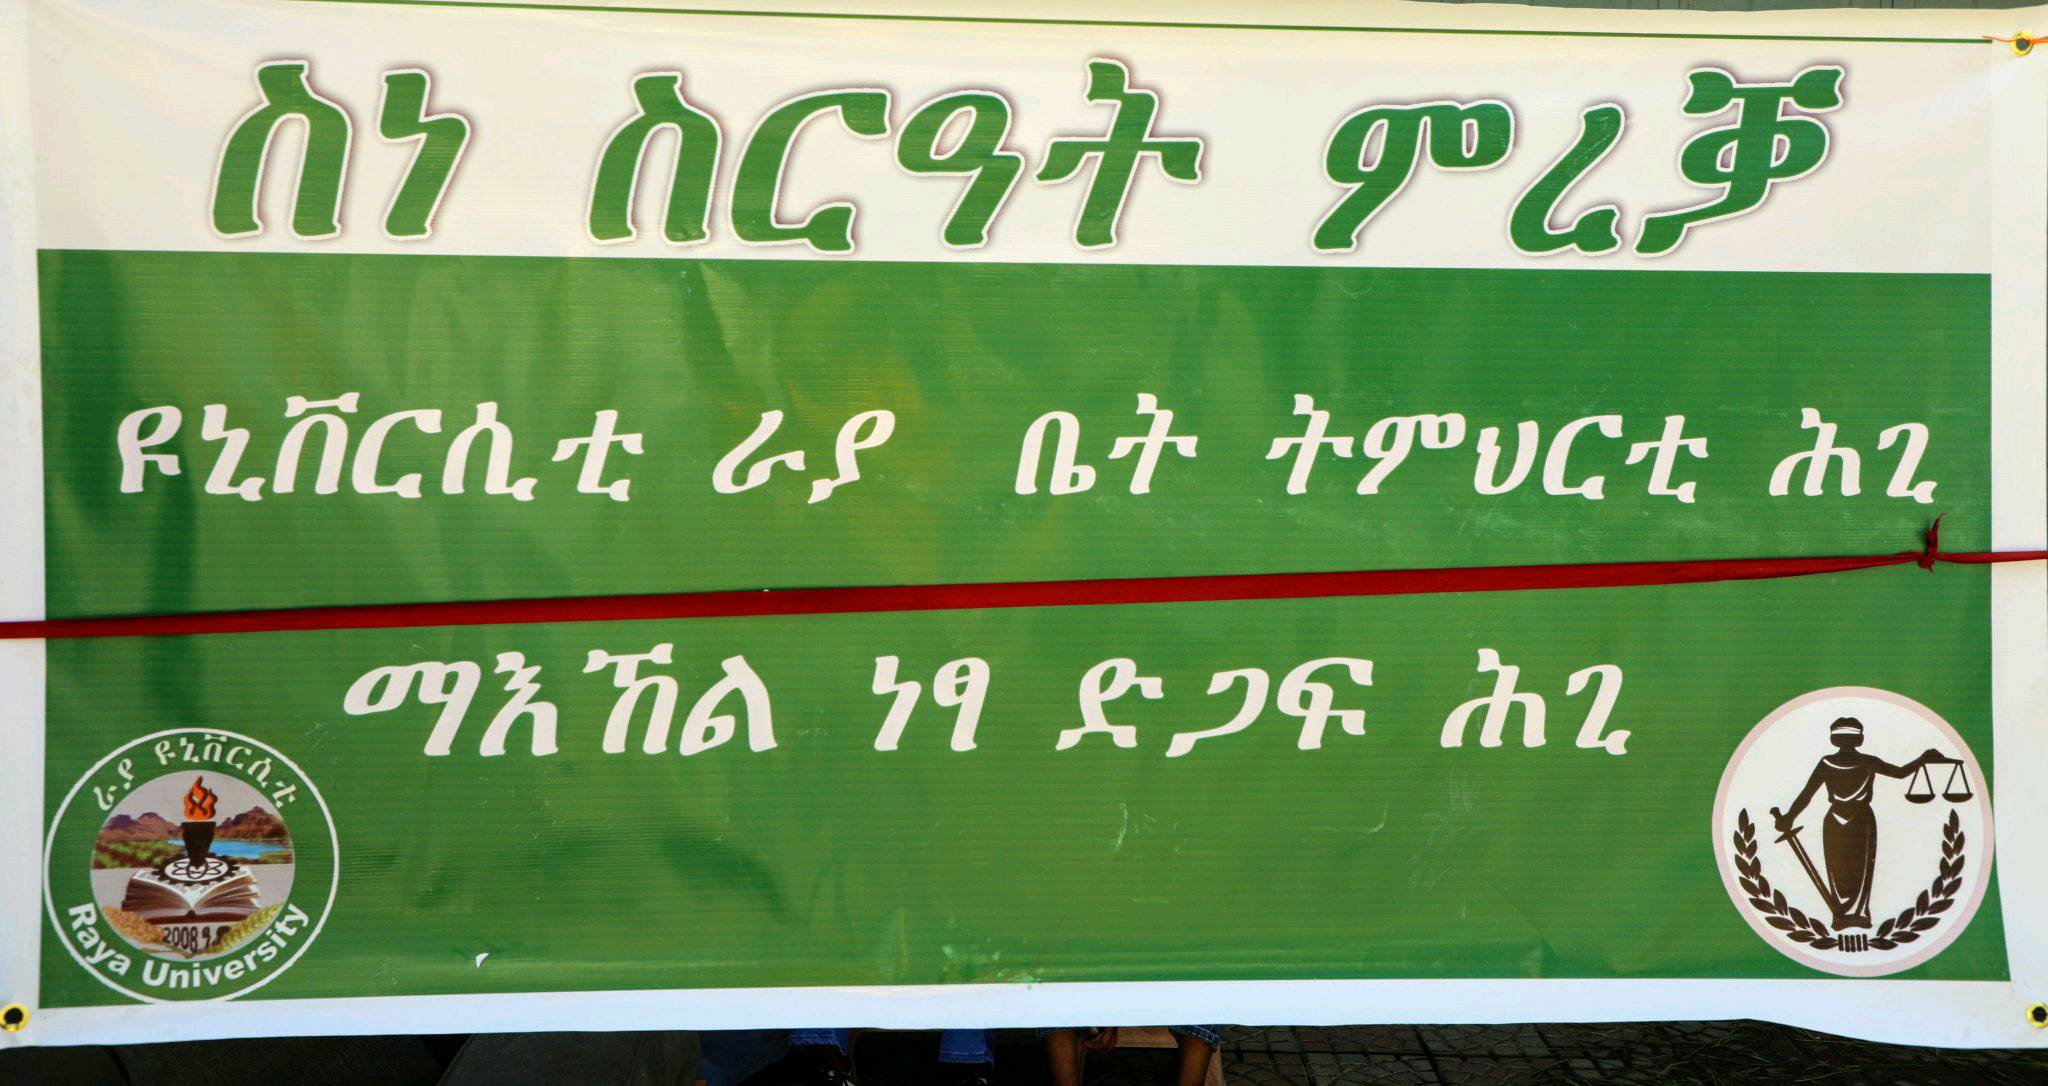 ስነ ስርዓት ምረቓ
ዩኒቨርሲቲ ራያ ቤት ትምህርቲ ሕጊ
ማእኸል ነፃ ድጋፍ ሕጊ
ራያ ዩኒቨርሲቲ
2008 ዓ.ም
Raya University